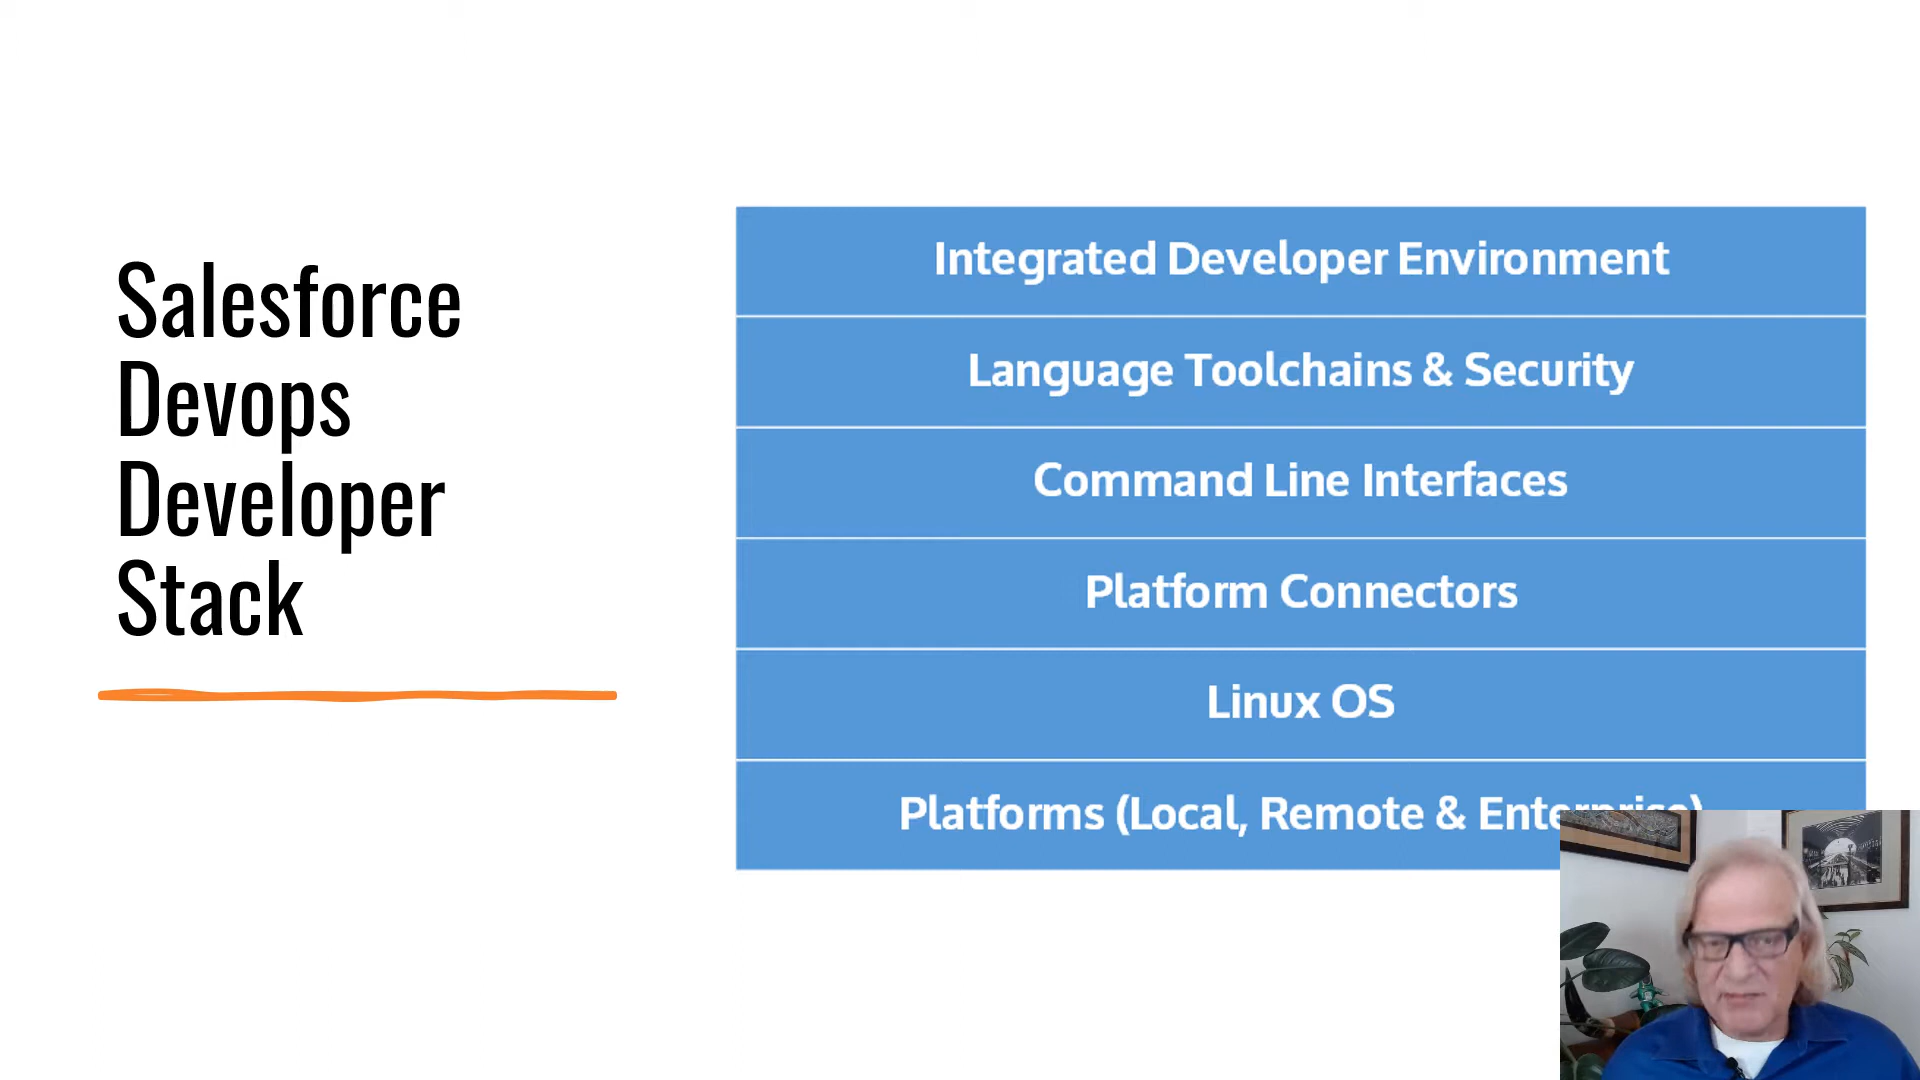 Salesforce
Devops
Developer
Stack
Integrated Developer Environment
Language Toolchains & Security
Command Line Interfaces
Platform Connectors
Linux OS
Platforms (Local, Remote & Enterprise)